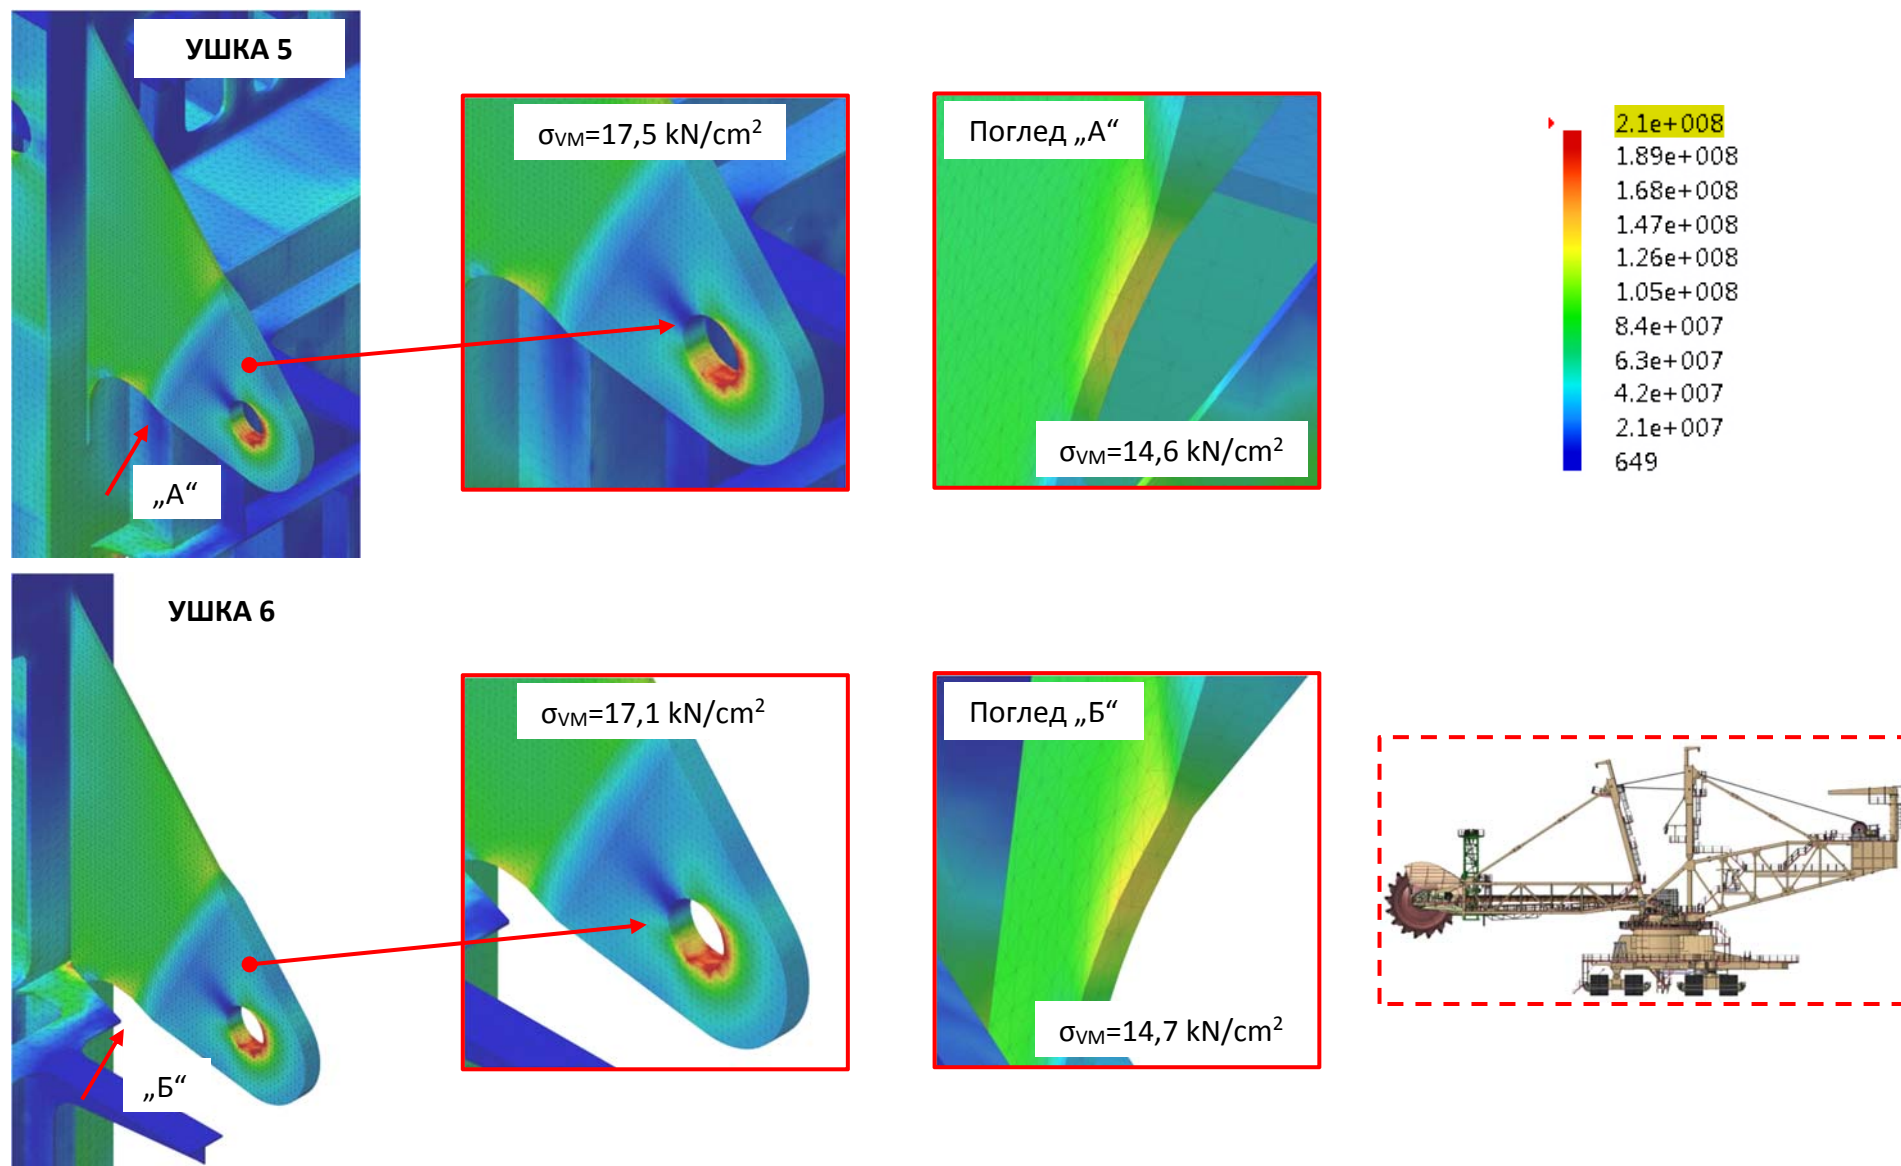 УШКА 5
σVM=17,5 kN/cm²
Поглед „А“
σVM=14,6 kN/cm²
„А“
2.1e+008
1.89e+008
1.68e+008
1.47e+008
1.26e+008
1.05e+008
8.4e+007
6.3e+007
4.2e+007
2.1e+007
649
УШКА 6
σVM=17,1 kN/cm²
Поглед „Б“
σVM=14,7 kN/cm²
„Б“